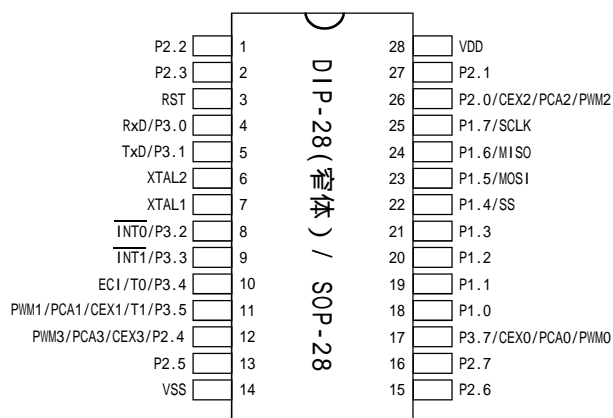 P2.2 1 28 VDD
P2.3 2 27 P2.1
RST 3 26 P2.0/CEX2/PCA2/PWM2
RxD/P3.0 4 25 P1.7/SCLK
TxD/P3.1 5 24 P1.6/MISO
XTAL2 6 23 P1.5/MOSI
XTAL1 7 22 P1.4/SS
INT0/P3.2 8 21 P1.3
INT1/P3.3 9 20 P1.2
ECI/T0/P3.4 10 19 P1.1
PWM1/PCA1/CEX1/T1/P3.5 11 18 P1.0
PWM3/PCA3/CEX3/P2.4 12 17 P3.7/CEX0/PCA0/PWM0
P2.5 13 16 P2.7
VSS 14 15 P2.6
DIP-28(窄体) / SOP-28